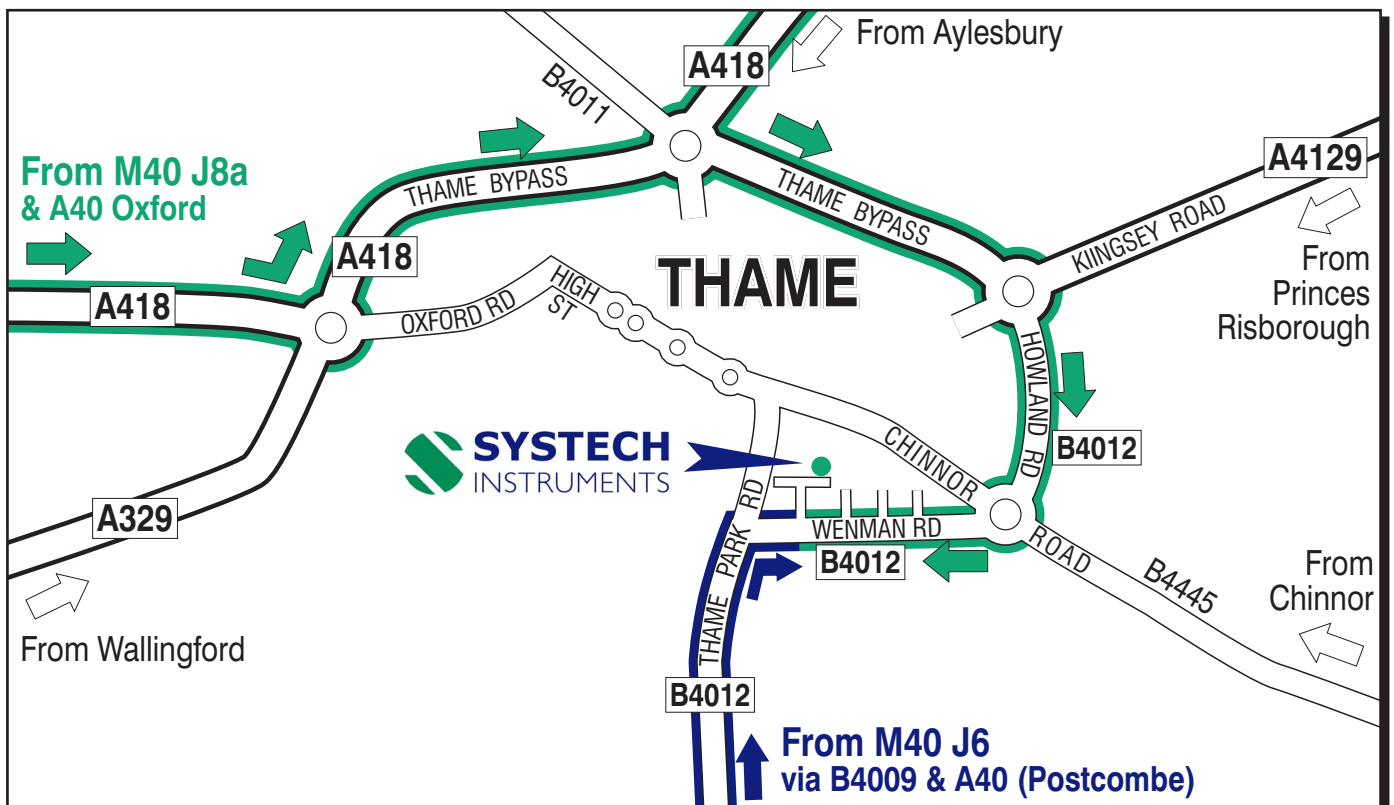 From Aylesbury
A418
B4011
A4129
From M40 J8a
& A40 Oxford
THAME BYPASS
THAME BYPASS
KIINGSEY ROAD
A418
THAME
From
Princes
Risborough
A418
OXFORD RD
HIGH
ST
HOWLAND RD
B4012
SYSTECH
INSTRUMENTS
CHINNOR
ROAD
A329
THAME PARK RD
WENMAN RD
B4012
B4445
From
Chinnor
From Wallingford
B4012
From M40 J6
via B4009 & A40 (Postcombe)